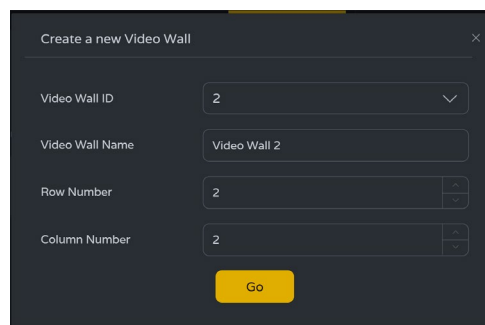 Create a new Video Wall
Video Wall ID 2
Video Wall Name Video Wall 2
Row Number 2
Column Number 2
Go